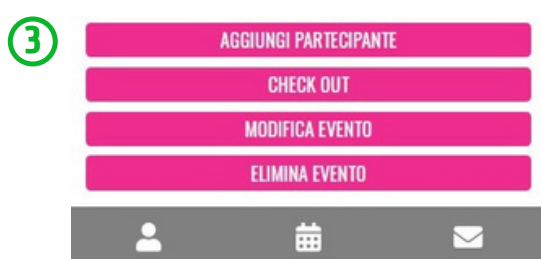 3
AGGIUNGI PARTECIPANTE
CHECK OUT
MODIFICA EVENTO
ELIMINA EVENTO